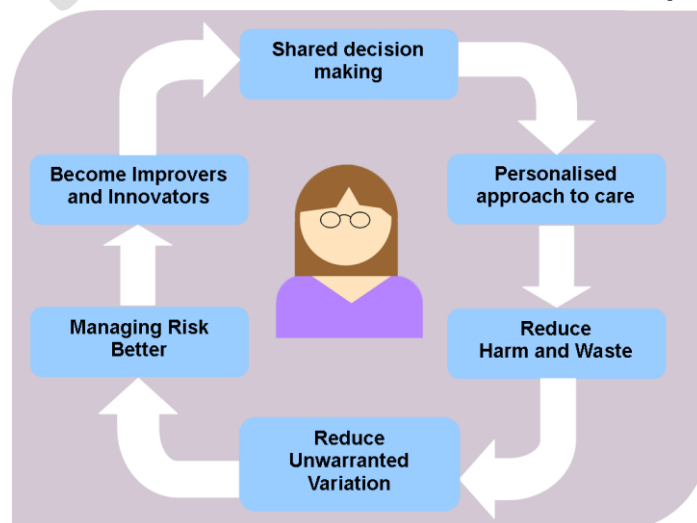 Shared decision
making
Personalised
approach to care
Reduce
Harm and Waste
Reduce
Unwarranted
Variation
Managing Risk
Better
Become Improvers
and Innovators